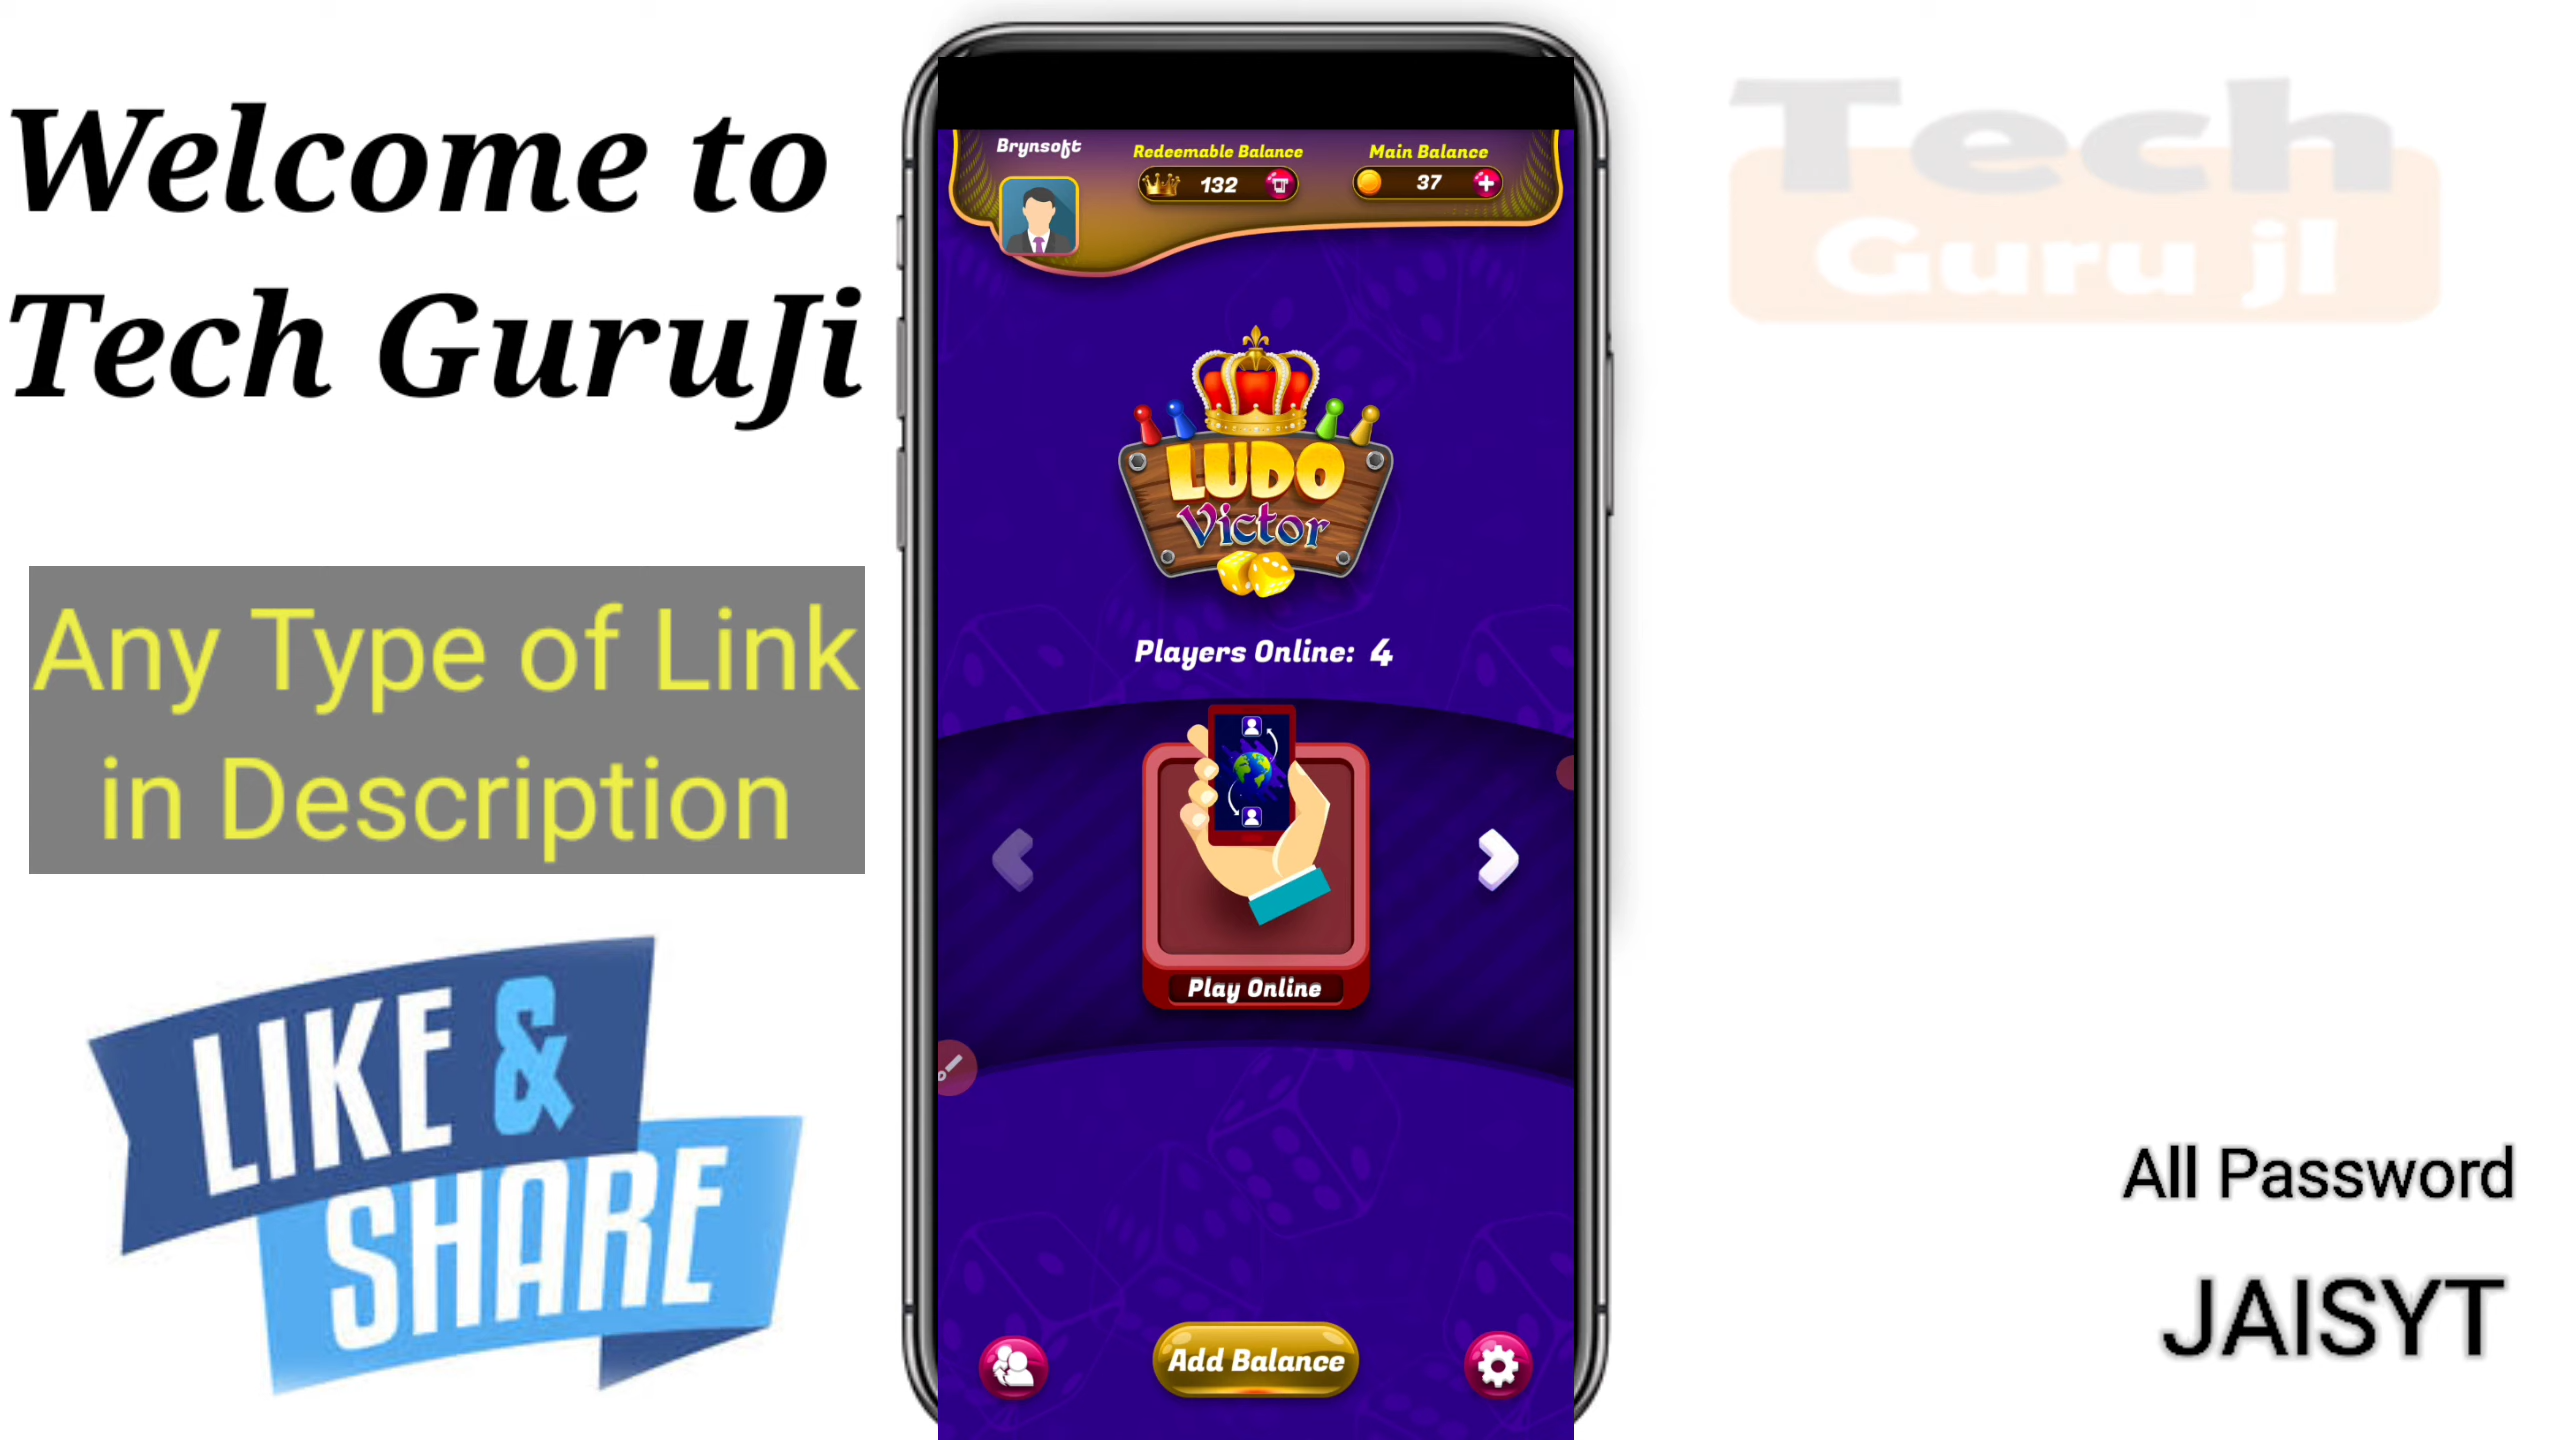 Welcome to
Tech GuruJi
Any Type of Link
in Description
LIKE &
SHARE
Brynsoft
Redeemable Balance
132
Main Balance
37
LUDO
Victor
Players Online: 4
Play Online
Add Balance
Tech
Guru jI
All Password
JAISYT